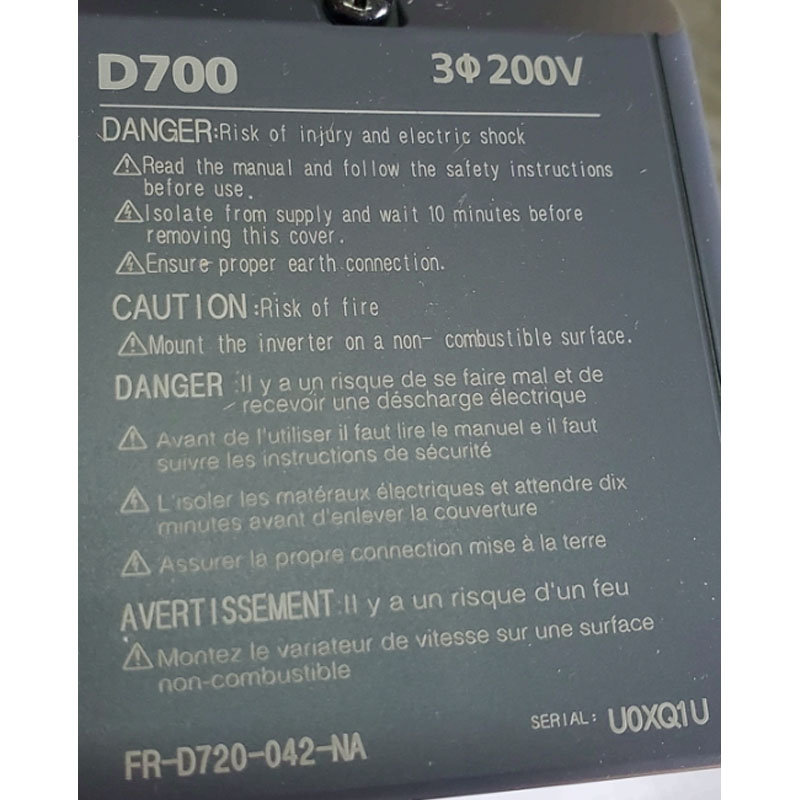 D700 3Φ200V
DANGER:Risk of injury and electric shock
Read the manual and follow the safety instructions
before use.
Isolate from supply and wait 10 minutes before
removing this cover.
Ensure proper earth connection.
CAUTION:Risk of fire
Mount the inverter on a non- combustible surface.
DANGER :Il y a un risque de se faire mal et de
recevoir une déscharge électrique
Avant de l'utiliser il faut lire le manuel e il faut
suivre les instructions de sécurité
L'isoler les matéraux électriques et attendre dix
minutes avant d'enlever la couverture
Assurer la propre connection mise à la terre
AVERTISSEMENT:Il y a un risque d'un feu
Montez le variateur de vitesse sur une surface
non-combustible
SERIAL: U0XQ1U
FR-D720-042-NA